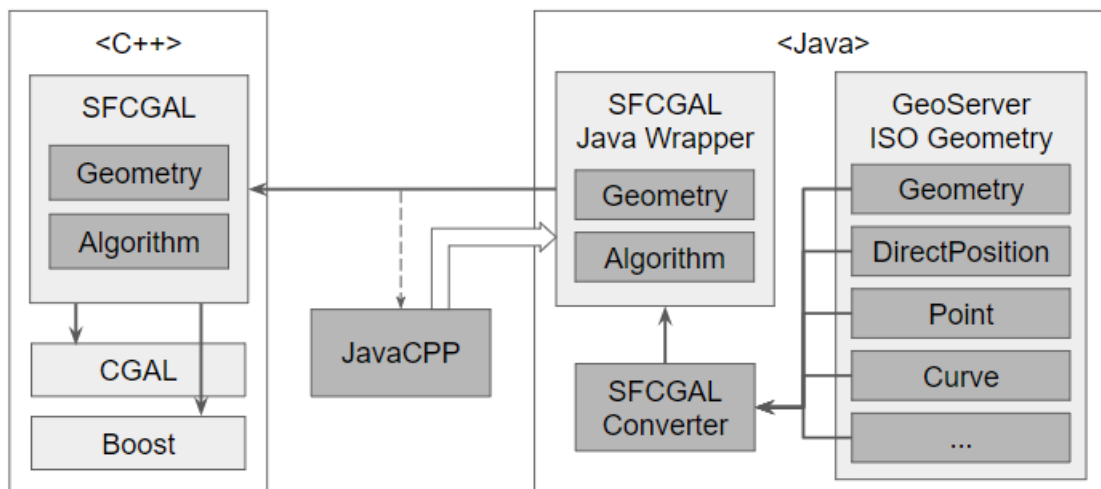 <C++>
SFCGAL
Geometry
Algorithm
CGAL
Boost
JavaCPP
<Java>
SFCGAL
Java Wrapper
Geometry
Algorithm
SFCGAL
Converter
GeoServer
ISO Geometry
Geometry
DirectPosition
Point
Curve
...